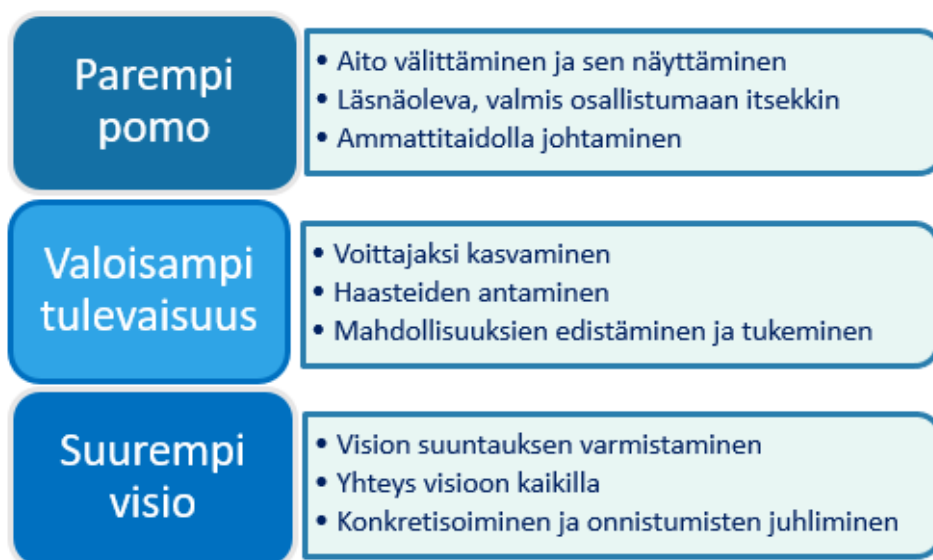 Parempi
pomo
• Aito välittäminen ja sen näyttäminen
• Läsnäoleva, valmis osallistumaan itsekkin
• Ammattitaidolla johtaminen
Valoisampi
tulevaisuus
• Voittajaksi kasvaminen
• Haasteiden antaminen
• Mahdollisuuksien edistäminen ja tukeminen
Suurempi
visio
• Vision suuntauksen varmistaminen
• Yhteys visioon kaikilla
• Konkretisoiminen ja onnistumisten juhliminen